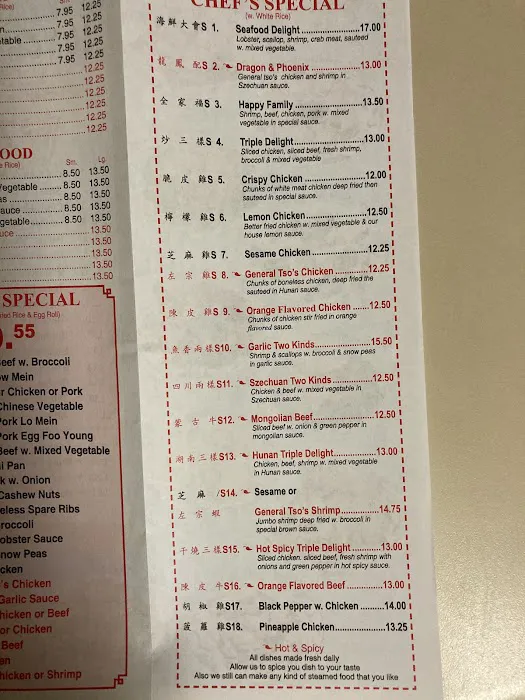 7.95 12.25
7.95 12.25
table 7.95 12.25
7.95 12.25
12.25
12.25
12.25
12.25
12.25
OOD
e Rice)
Sm. Lg.
8.50 13.50
Vegetable 8.50 13.50
8.50 13.50
Sauce 8.50 13.50
getable 8.50 13.50
uce 13.50
13.50
13.50
13.50
13.50
SPECIAL
ried Rice & Egg Roll)
.55
Beef w. Broccoli
w Mein
r Chicken or Pork
Chinese Vegetable
Pork Lo Mein
Pork Egg Foo Young
Beef w. Mixed Vegetable
i Pan
k w. Onion
Cashew Nuts
eless Spare Ribs
roccoli
obster Sauce
now Peas
cken
's Chicken
Garlic Sauce
hicken or Beef
or Chicken
Beef
an
hicken or Shrimp
CHEF'S SPECIAL
(w. White Rice)
海鮮大會S 1. Seafood Delight 17.00
Lobster, scallop, shrimp, crab meat, sauteed
w. mixed vegetable.
龍鳳配S 2. Dragon & Phoenix 13.00
General tso's chicken and shrimp in
Szechuan sauce.
全家福S 3. Happy Family 13.50
Shrimp, beef, chicken, pork w. mixed
vegetable in special sauce.
炒三樣S 4. Triple Delight 13.00
Sliced chicken, sliced beef, fresh shrimp,
broccoli & mixed vegetable
脆皮雞S 5. Crispy Chicken 12.00
Chunks of white meat chicken deep fried then
sauteed in special sauce.
檸檬雞S 6. Lemon Chicken 12.50
Better fried chicken w. mixed vegetable & our
house lemon sauce.
芝麻雞S 7. Sesame Chicken 12.25
左宗雞S 8. General Tso's Chicken 12.25
Chunks of boneless chicken, deep fried the
sauteed in Hunan sauce.
陳皮雞S 9. Orange Flavored Chicken 12.50
Chunks of chicken stir fried in orange
flavored sauce.
魚香兩樣S10. Garlic Two Kinds 15.50
Shrimp & scallops w. broccoli & snow peas
in garlic sauce.
四川兩樣S11. Szechuan Two Kinds 12.50
Chicken & beef w. mixed vegetable in
Szechuan sauce.
蒙古牛S12. Mongolian Beef 12.50
Sliced beef w. onion & green pepper in
mongolian sauce.
湖南三樣S13. Hunan Triple Delight 13.00
Chicken, beef, shrimp w. mixed vegetable
in Hunan sauce.
芝麻/S14. Sesame or
左宗蝦 General Tso's Shrimp 14.75
Jumbo shrimp deep fried w. broccoli in
special brown sauce.
干燒三樣S15. Hot Spicy Triple Delight 13.00
Sliced chicken. sliced beef, fresh shrimp with
onions and green pepper in hot spicy sauce.
陳皮牛S16. Orange Flavored Beef 13.00
胡椒雞S17. Black Pepper w. Chicken 14.00
菠蘿雞S18. Pineapple Chicken 13.25
Hot & Spicy
All dishes made fresh daily
Allow us to spice you dish to your taste
Also we still can make any kind of steamed food that you like